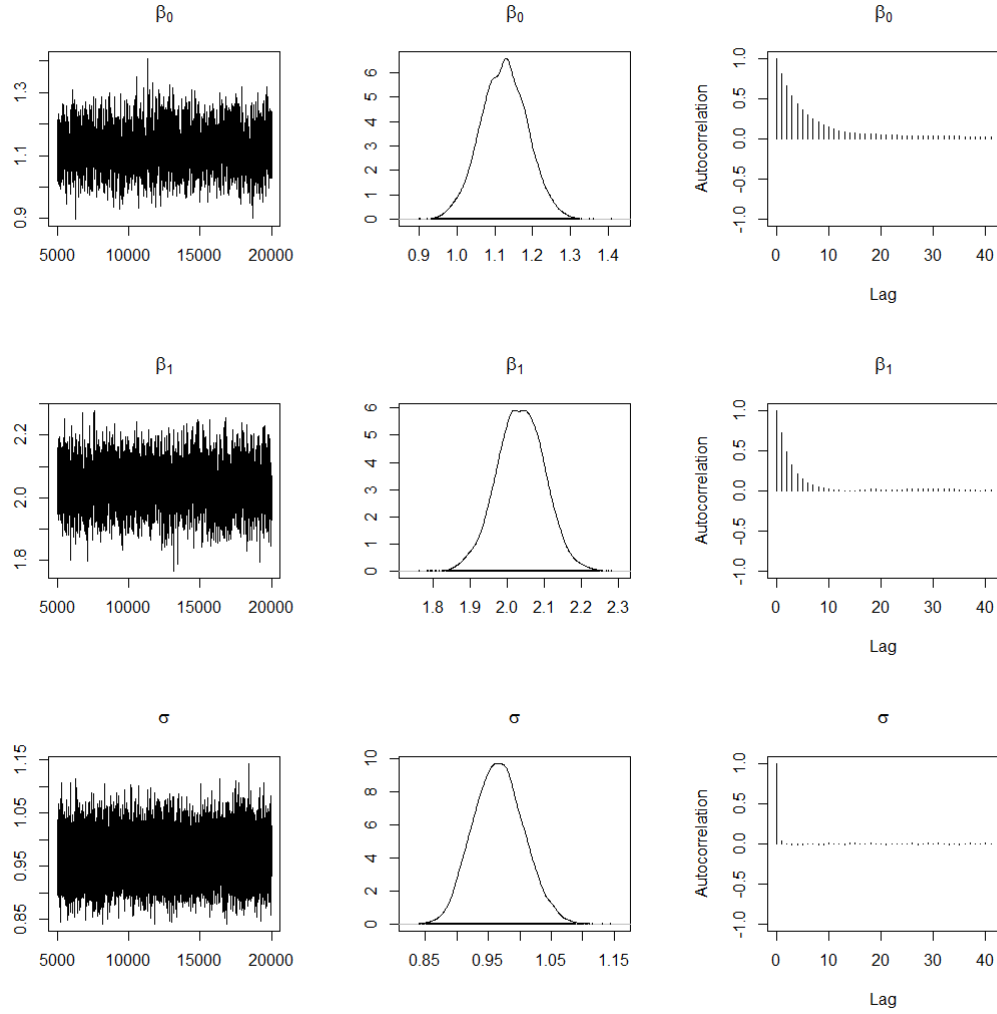 β0 β0 β0
0.9 1.1 1.3
5000 10000 15000 20000
0 1 2 3 4 5 6
0.9 1.0 1.1 1.2 1.3 1.4
Autocorrelation
-1.0 -0.5 0.0 0.5 1.0
0 10 20 30 40
Lag
β1 β1 β1
1.8 2.0 2.2
5000 10000 15000 20000
0 1 2 3 4 5 6
1.8 1.9 2.0 2.1 2.2 2.3
Autocorrelation
-1.0 -0.5 0.0 0.5 1.0
0 10 20 30 40
Lag
σ σ σ
0.85 0.95 1.05 1.15
5000 10000 15000 20000
0 2 4 6 8 10
0.85 0.95 1.05 1.15
Autocorrelation
-1.0 -0.5 0.0 0.5 1.0
0 10 20 30 40
Lag